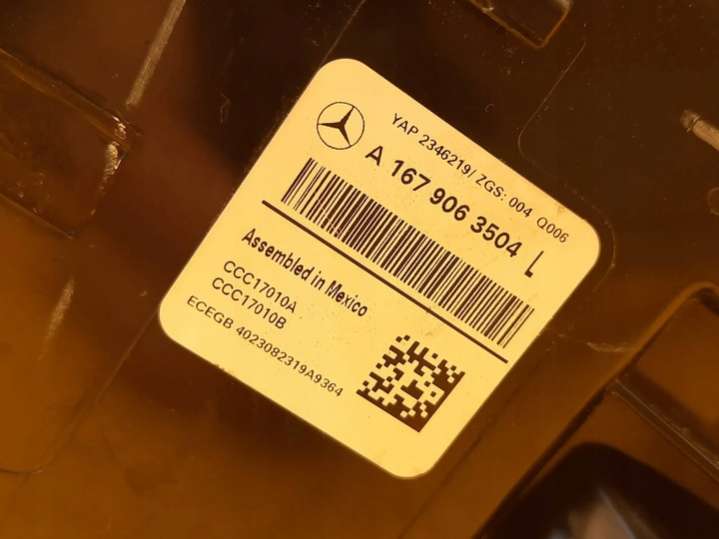 YAP 2346219/ ZGS: 004 Q006
A 167 906 3504 L
Assembled in Mexico
CCC17010A
CCC17010B
ECEGB 4023082319A9364